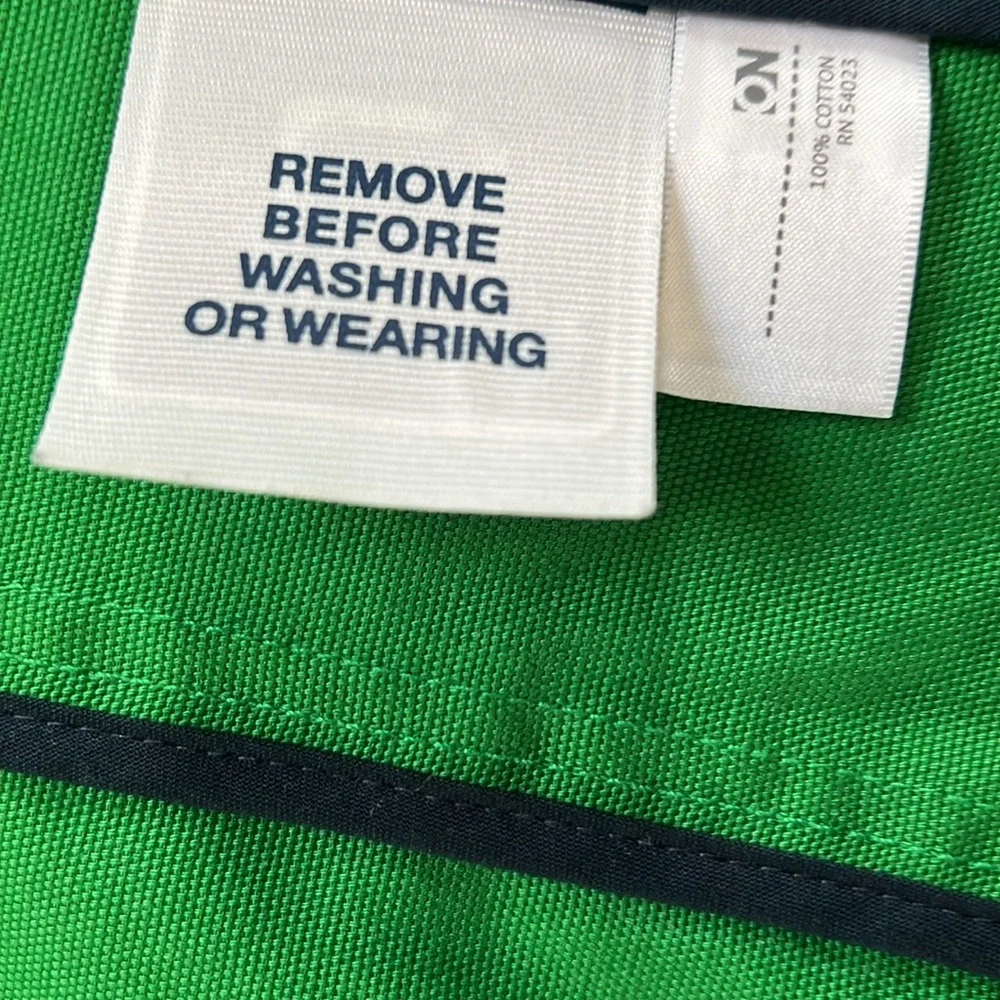 REMOVE
BEFORE
WASHING
OR WEARING
ON
100% COTTON
RN 54023